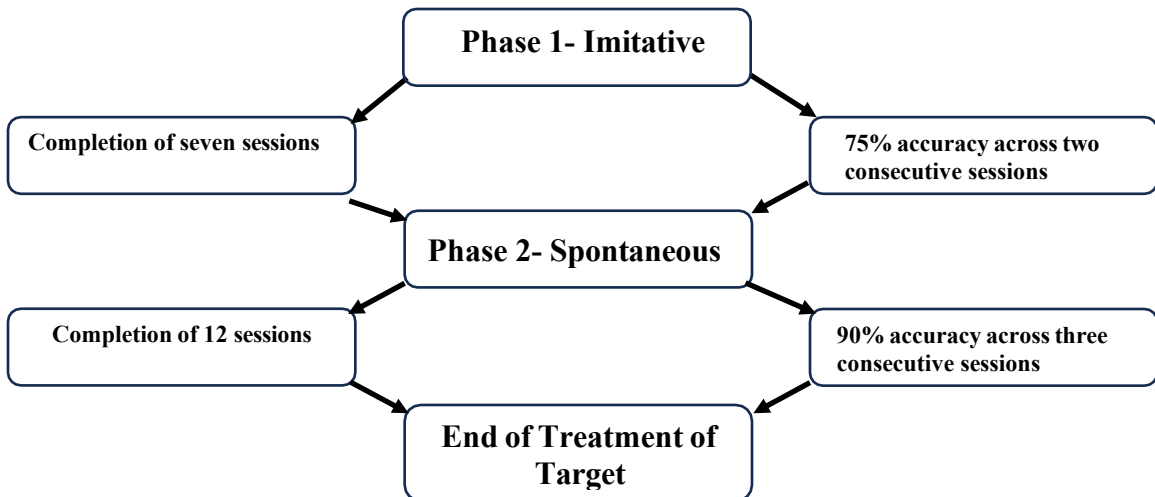 Phase 1- Imitative
Completion of seven sessions
75% accuracy across two
consecutive sessions
Phase 2- Spontaneous
Completion of 12 sessions
90% accuracy across three
consecutive sessions
End of Treatment of
Target